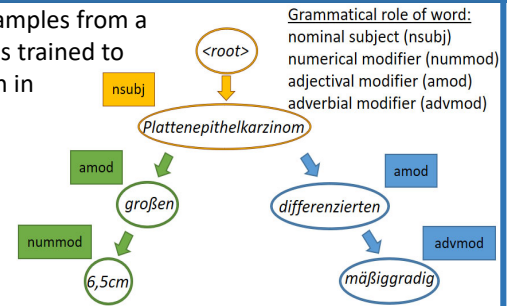 amples from a
s trained to
n in
Grammatical role of word:
nominal subject (nsubj)
numerical modifier (nummod)
adjectival modifier (amod)
adverbial modifier (advmod)
<root>
nsubj
Plattenepithelkarzinom
amod
amod
großen
differenzierten
nummod
advmod
6,5cm
mäßiggradig